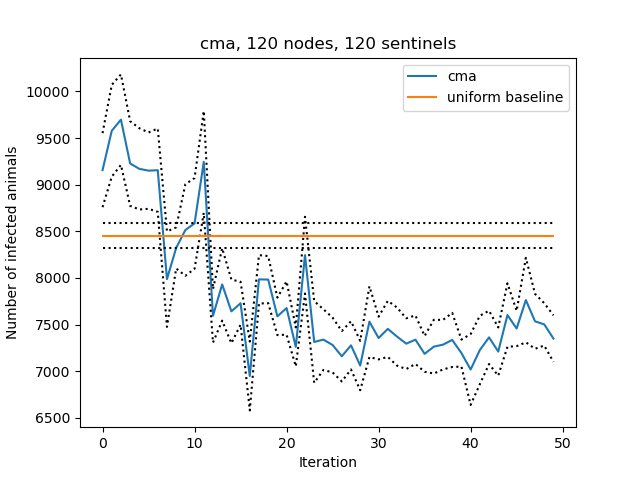 cma, 120 nodes, 120 sentinels
cma
uniform baseline
Number of infected animals
10000
9500
9000
8500
8000
7500
7000
6500
0 10 20 30 40 50
Iteration